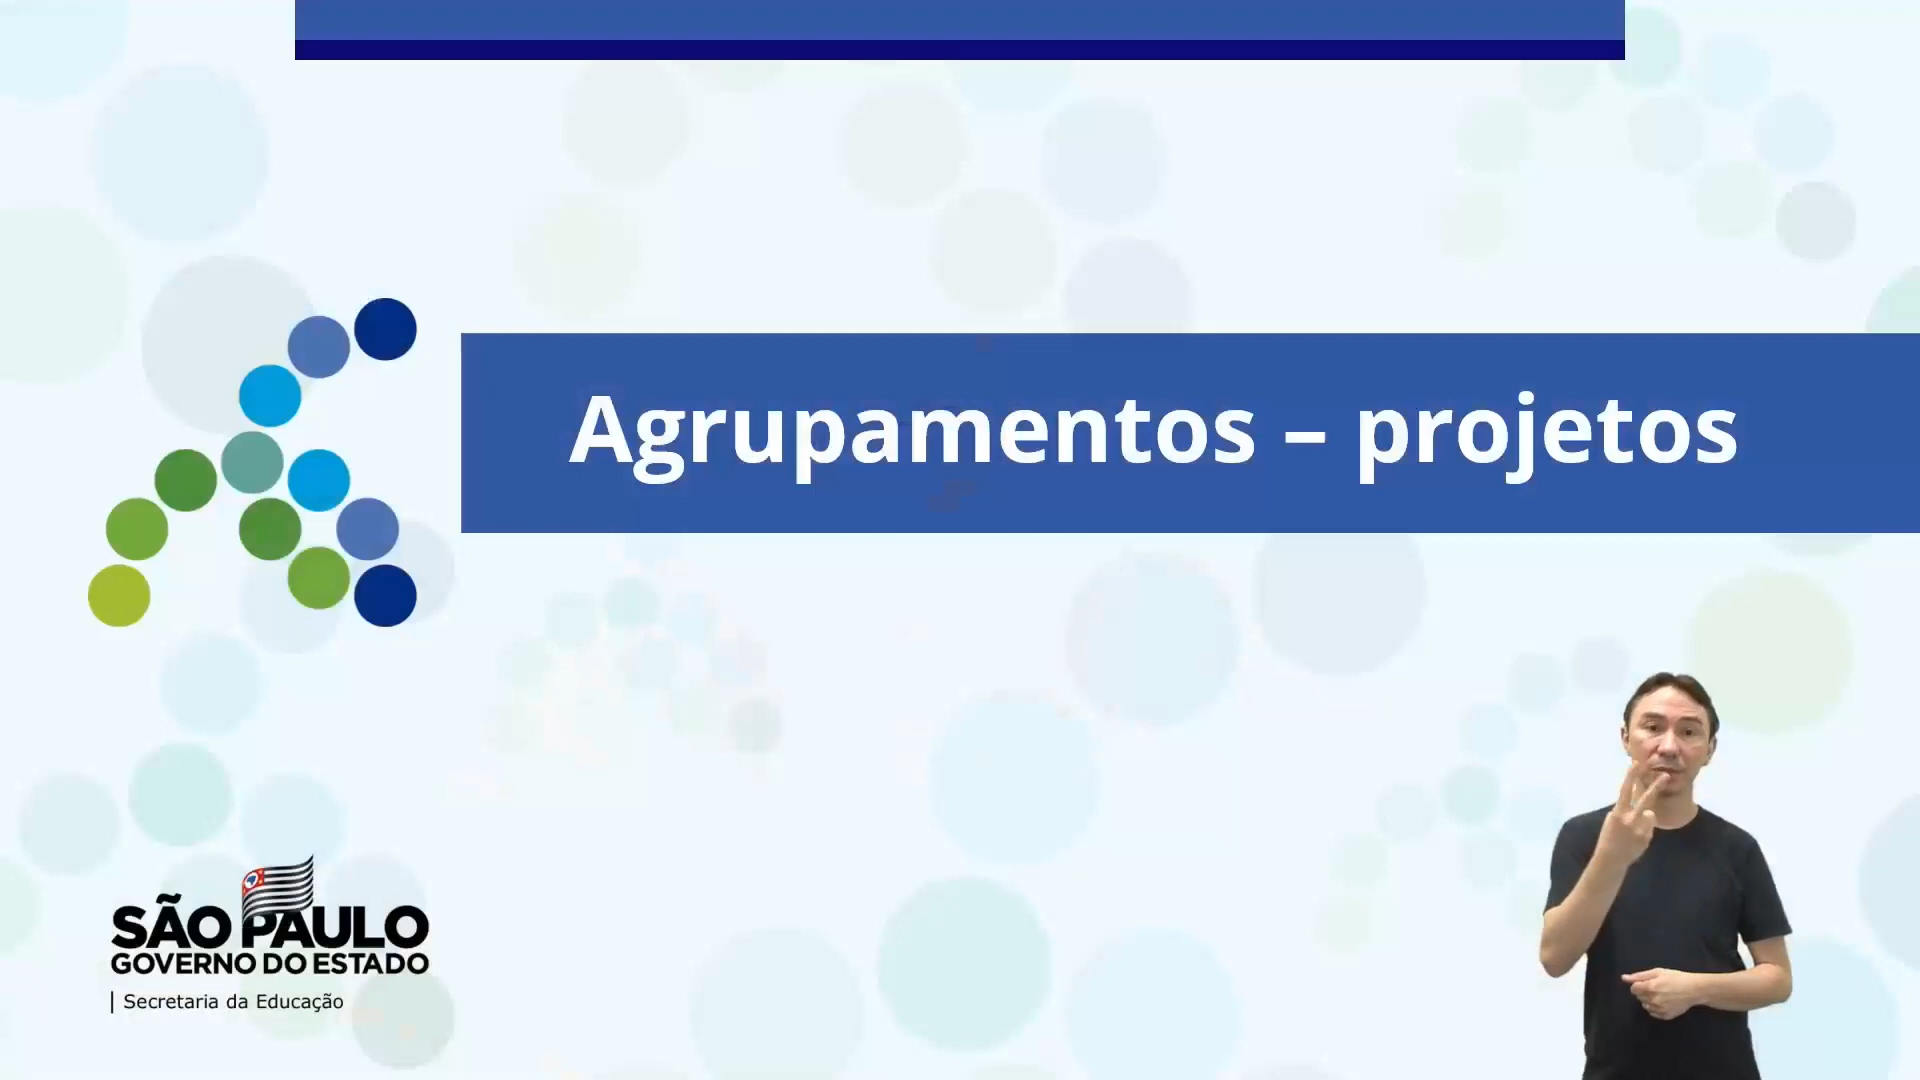 Agrupamentos – projetos
SÃO PAULO
GOVERNO DO ESTADO
Secretaria da Educação